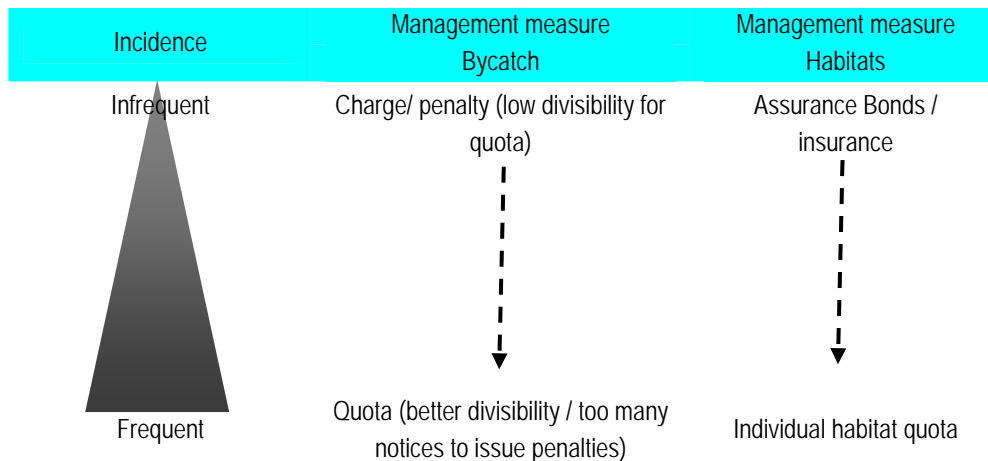 Incidence
Management measure
Bycatch
Management measure
Habitats
Infrequent
Charge/ penalty (low divisibility for
quota)
Assurance Bonds /
insurance
Frequent
Quota (better divisibility / too many
notices to issue penalties)
Individual habitat quota